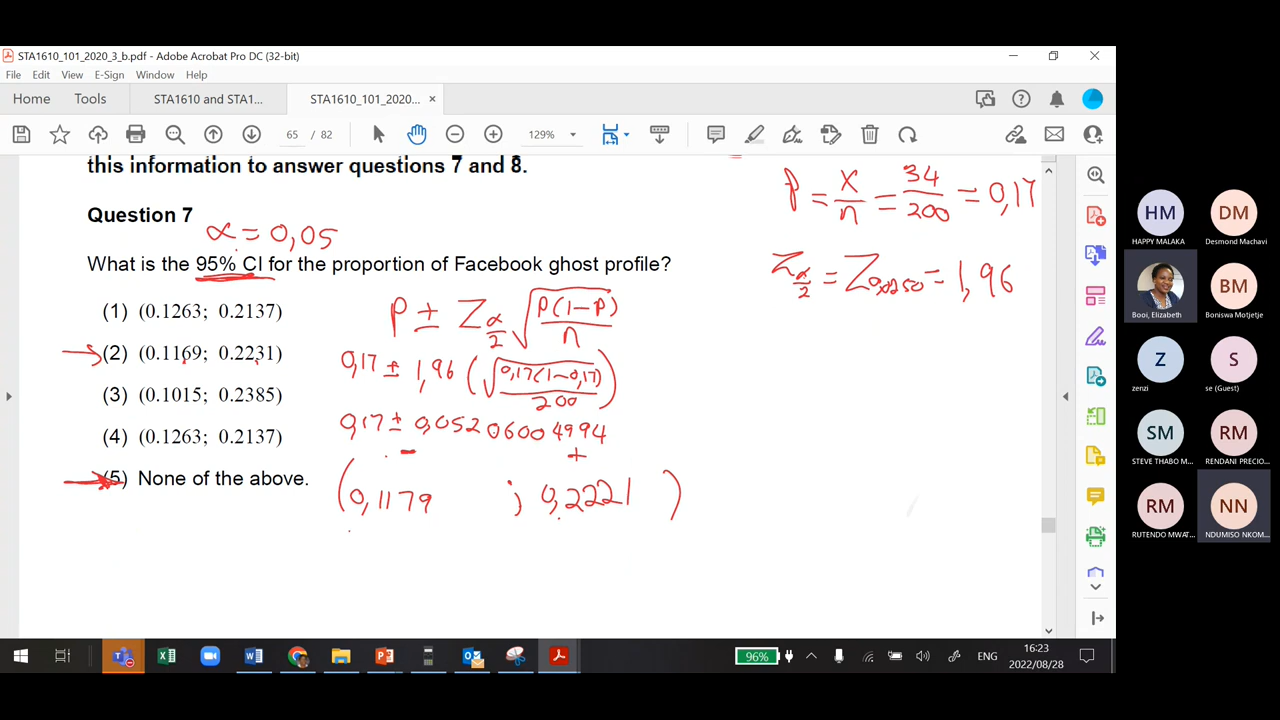 STA1610_101_2020_3_b.pdf - Adobe Acrobat Pro DC (32-bit)
File Edit View E-Sign Window Help
Home Tools STA1610 and STA1... STA1610_101_2020... ×
65 / 82 129%
this information to answer questions 7 and 8.
P = x/n = 34/200 = 0,17
Question 7
α = 0,05
What is the 95% CI for the proportion of Facebook ghost profile?
Zα/2 = Z0,0250 = 1,96
(1) (0.1263; 0.2137)
P ± Zα/2 √P(1-P)/n
(2) (0.1169; 0.2231)
0,17 ± 1,96 (√0,17(1-0,17)/200)
(3) (0.1015; 0.2385)
(4) (0.1263; 0.2137)
0,17 ± 0,05206004994
- +
(5) None of the above.
(0,1179 ; 0,2221)
HM
HAPPY MALAKA
DM
Desmond Machavi
Booi, Elizabeth
BM
Boniswa Motjetje
Z
zenzi
S
se (Guest)
SM
STEVE THABO M...
RM
RENDANI PRECIO...
RM
RUTENDO MWAT...
NN
NDUMISO NKOM...
96%
ENG
16:23
2022/08/28